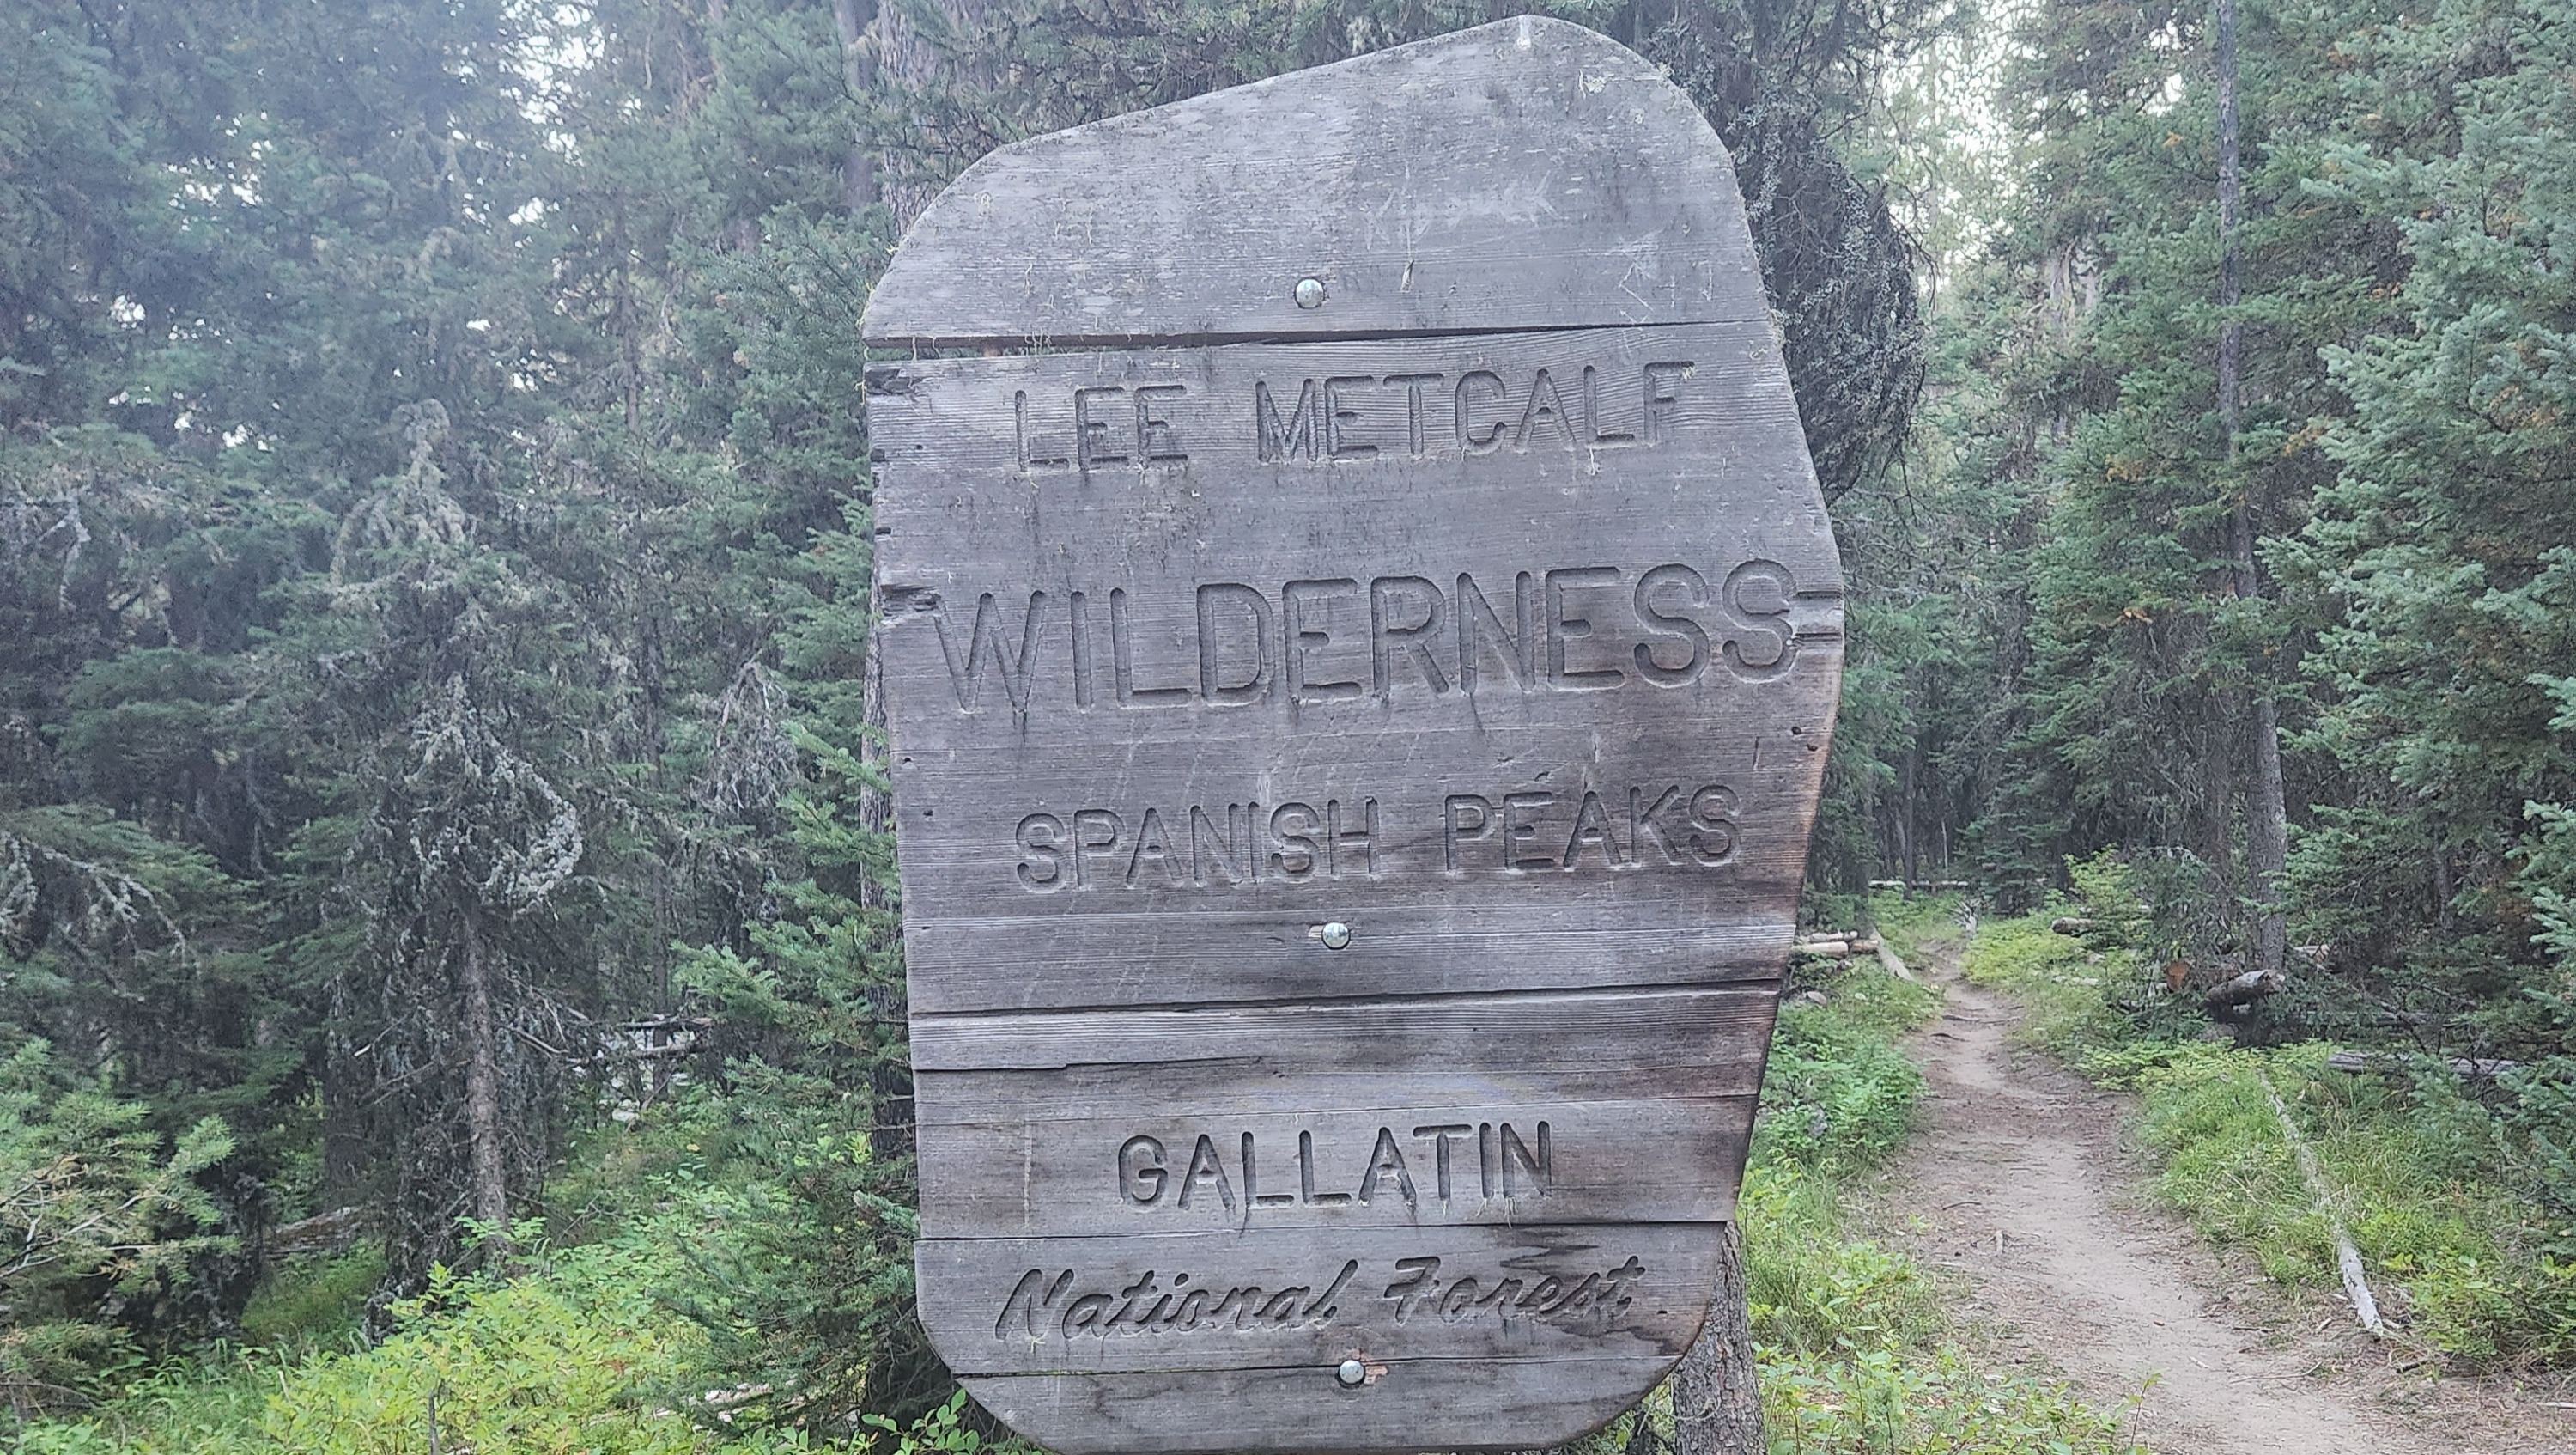 LEE METCALF
WILDERNESS
SPANISH PEAKS
GALLATIN
National Forest